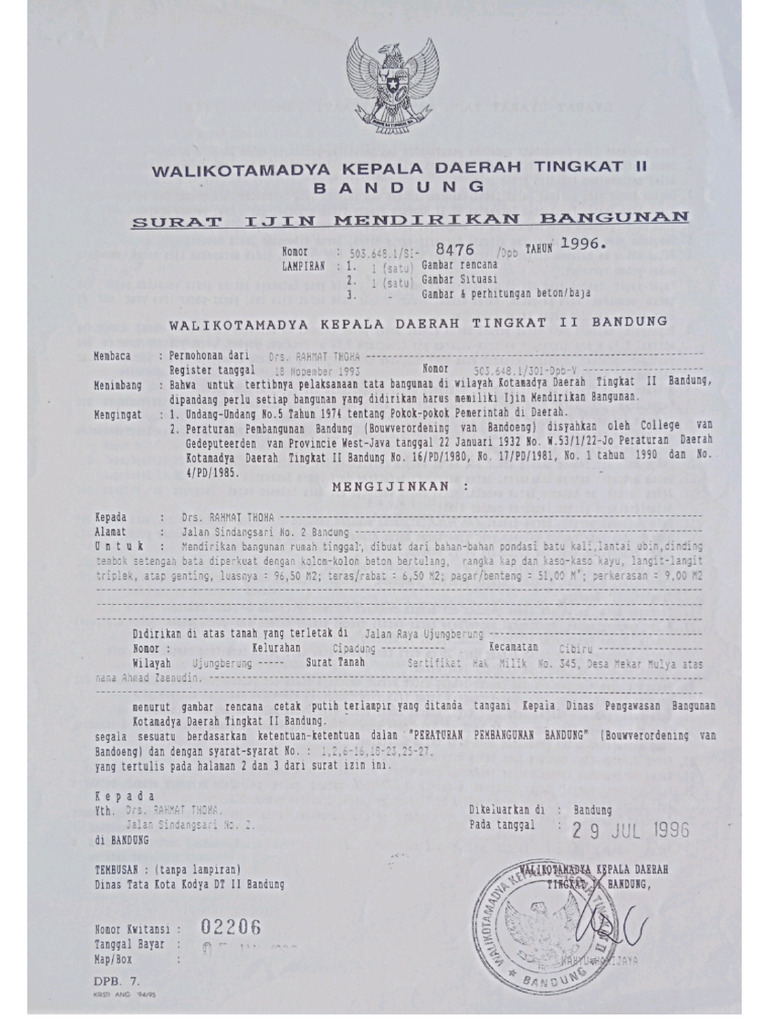 WALIKOTAMADYA KEPALA DAERAH TINGKAT II
BANDUNG
SURAT IJIN MENDIRIKAN BANGUNAN
Nomor : 503.648.1/SI- 8476 /Dpb TAHUN 1996.
LAMPIRAN : 1. 1 (satu) Gambar rencana
2. 1 (satu) Gambar Situasi
3. - Gambar & perhitungan beton/baja
WALIKOTAMADYA KEPALA DAERAH TINGKAT II BANDUNG
Membaca : Permohonan dari Drs. RAHMAT THOHA
Register tanggal 18 Nopember 1993 Nomor 503.648.1/301-Dpb-V
Menimbang : Bahwa untuk tertibnya pelaksanaan tata bangunan di wilayah Kotamadya Daerah Tingkat II Bandung,
dipandang perlu setiap bangunan yang didirikan harus memiliki Ijin Mendirikan Bangunan.
Mengingat : 1. Undang-Undang No.5 Tahun 1974 tentang Pokok-pokok Pemerintah di Daerah.
2. Peraturan Pembangunan Bandung (Bouwverordening van Bandoeng) disyahkan oleh College van
Gedeputeerden van Provincie West-Java tanggal 22 Januari 1932 No. W.53/1/22-Jo Peraturan Daerah
Kotamadya Daerah Tingkat II Bandung No. 16/PD/1980, No. 17/PD/1981, No. 1 tahun 1990 dan No.
4/PD/1985.
MENGIJINKAN :
Kepada : Drs. RAHMAT THOHA
Alamat : Jalan Sindangsari No. 2 Bandung
Untuk : Mendirikan bangunan rumah tinggal, dibuat dari bahan-bahan pondasi batu kali,lantai ubin,dinding
tembok setengah bata diperkuat dengan kolom-kolom beton bertulang, rangka kap dan kaso-kaso kayu, langit-langit
triplek, atap genting, luasnya = 96,50 M2; teras/rabat = 6,50 M2; pagar/benteng = 51,00 M'; perkerasan = 9,00 M2
Didirikan di atas tanah yang terletak di Jalan Raya Ujungberung
Nomor : Kelurahan Cipadung Kecamatan Cibiru
Wilayah Ujungberung ----- Surat Tanah Sertifikat Hak Milik No. 345, Desa Mekar Mulya atas
nama Ahmad Zaenudin.
menurut gambar rencana cetak putih terlampir yang ditanda tangani Kepala Dinas Pengawasan Bangunan
Kotamadya Daerah Tingkat II Bandung.
segala sesuatu berdasarkan ketentuan-ketentuan dalam "PERATURAN PEMBANGUNAN BANDUNG" (Bouwverordening van
Bandoeng) dan dengan syarat-syarat No. : 1,2,6-16,18-23,25-27.
yang tertulis pada halaman 2 dan 3 dari surat izin ini.
Kepada
Yth. Drs. RAHMAT THOHA.
Jalan Sindangsari No. 2.
di BANDUNG
Dikeluarkan di : Bandung
Pada tanggal : 29 JUL 1996
TEMBUSAN : (tanpa lampiran)
Dinas Tata Kota Kodya DT II Bandung
WALIKOTAMADYA KEPALA DAERAH
TINGKAT II BANDUNG,
Nomor Kwitansi : 02206
Tanggal Bayar :
Map/Box :
DPB. 7.
BANDUNG